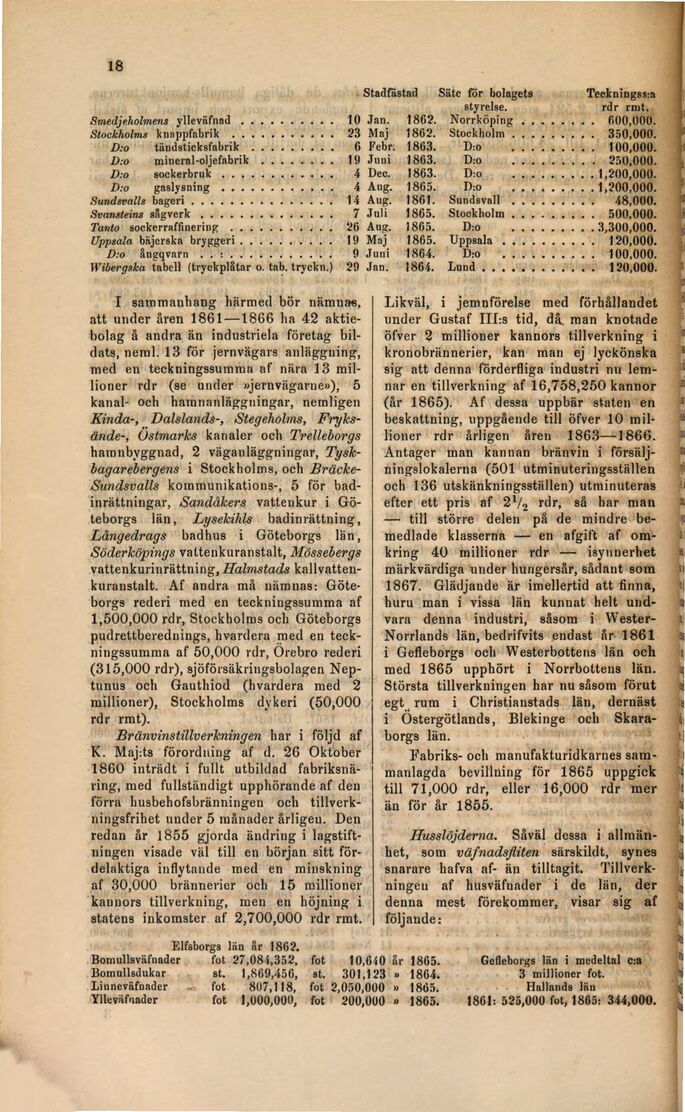 18
Stadfästad Säte för bolagets Teckningss:a
styrelse. rdr rmt.
Smedjeholmens yllevåfnad . . . . . . . . . . 10 Jan. 1862. Norrköping . . . . . . . . 600,000.
Stockholms knappfabrik . . . . . . . . . . . 23 Maj 1862. Stockholm . . . . . . . . 350,000.
D:o tändsticksfabrik . . . . . . . . . 6 Febr. 1863. D:o . . . . . . . . 100,000.
D:o mineral-oljefabrik . . . . . . . . 19 Juni 1863. D:o . . . . . . . . 250,000.
D:o sockerbruk . . . . . . . . . . . . 4 Dec. 1863. D:o . . . . . . . . 1,200,000.
D:o gaslysning . . . . . . . . . . . . 4 Aug. 1865. D:o . . . . . . . . 1,200,000.
Sundsvalls bageri . . . . . . . . . . . . . . 14 Aug. 1861. Sundsvall . . . . . . . . 48,000.
Svansteins sågverk . . . . . . . . . . . . . 7 Juli 1865. Stockholm . . . . . . . . 500,000.
Tanto sockerraffinering . . . . . . . . . . . 26 Aug. 1865. D:o . . . . . . . . 3,300,000.
Uppsala bäjerska bryggeri . . . . . . . . . . 19 Maj 1865. Uppsala . . . . . . . . . 120,000.
D:o ångqvarn . . . . . . . . . . . . . 9 Juni 1864. D:o . . . . . . . . 100,000.
Wibergska tabell (tryckplåtar o. tab. tryckn.) 29 Jan. 1864. Lund . . . . . . . . . . . 120,000.
I sammanhang härmed bör nämnas,
att under åren 1861—1866 ha 42 aktie-
bolag å andra än industriela företag bil-
dats, neml. 13 för jernvägars anläggning,
med en teckningssumma af nära 13 mil-
lioner rdr (se under »jernvägarne»), 5
kanal- och hamnanläggningar, nemligen
Kinda-, Dalslands-, Stegeholms, Fryks-
ände-, Östmarks kanaler och Trelleborgs
hamnbyggnad, 2 väganläggningar, Tysk-
bagarebergens i Stockholms, och Bräcke-
Sundsvalls kommunikations-, 5 för bad-
inrättningar, Sandåkers vattenkur i Gö-
teborgs län, Lysekihls badinrättning,
Långedrags badhus i Göteborgs län,
Söderköpings vattenkuranstalt, Mössebergs
vattenkurinrättning, Halmstads kallvatten-
kuranstalt. Af andra må nämnas: Göte-
borgs rederi med en teckningssumma af
1,500,000 rdr, Stockholms och Göteborgs
pudrettberednings, hvardera med en teck-
ningssumma af 50,000 rdr, Örebro rederi
(315,000 rdr), sjöförsäkringsbolagen Nep-
tunus och Gauthiod (hvardera med 2
millioner), Stockholms dykeri (50,000
rdr rmt).
Bränvinstillverkningen har i följd af
K. Maj:ts förordning af d. 26 Oktober
1860 inträdt i fullt utbildad fabriksnä-
ring, med fullständigt upphörande af den
förra husbehofsbränningen och tillverk-
ningsfrihet under 5 månader årligen. Den
redan år 1855 gjorda ändring i lagstift-
ningen visade väl till en början sitt för-
delaktiga inflytande med en minskning
af 30,000 brännerier och 15 millioner
kannors tillverkning, men en höjning i
statens inkomster af 2,700,000 rdr rmt.
Likväl, i jemnförelse med förhållandet
under Gustaf III:s tid, då man knotade
öfver 2 millioner kannors tillverkning i
kronobrännerier, kan man ej lyckönska
sig att denna förderfliga industri nu lem-
nar en tillverkning af 16,758,250 kannor
(år 1865). Af dessa uppbär staten en
beskattning, uppgående till öfver 10 mil-
lioner rdr årligen åren 1863—1866.
Antager man kannan bränvin i försälj-
ningslokalerna (501 utminuteringsställen
och 136 utskänkningsställen) utminuteras
efter ett pris af 2 1/2 rdr, så har man
— till större delen på de mindre be-
medlade klasserna — en afgift af om-
kring 40 millioner rdr — isynnerhet
märkvärdiga under hungersår, sådant som
1867. Glädjande är imellertid att finna,
huru man i vissa län kunnat helt und-
vara denna industri, såsom i Wester-
Norrlands län, bedrifvits endast år 1861
i Gefleborgs och Westerbottens län och
med 1865 upphört i Norrbottens län.
Största tillverkningen har nu såsom förut
egt rum i Christianstads län, dernäst
i Östergötlands, Blekinge och Skara-
borgs län.
Fabriks- och manufakturidkarnes sam-
manlagda bevillning för 1865 uppgick
till 71,000 rdr, eller 16,000 rdr mer
än för år 1855.
Husslöjderna. Såväl dessa i allmän-
het, som väfnadsfliten särskildt, synes
snarare hafva af- än tilltagit. Tillverk-
ningen af husväfnader i de län, der
denna mest förekommer, visar sig af
följande:
Elfsborgs län år 1862.
Bomullsväfnader fot 27,084,352, fot 10,640 år 1865. Gefleborgs län i medeltal c:a
Bomullsdukar st. 1,869,456, st. 301,123 » 1864. 3 millioner fot.
Linneväfnader fot 807,118, fot 2,050,000 » 1865. Hallands län
Ylleväfnader fot 1,000,000, fot 200,000 » 1865. 1861: 525,000 fot, 1865: 344,000.